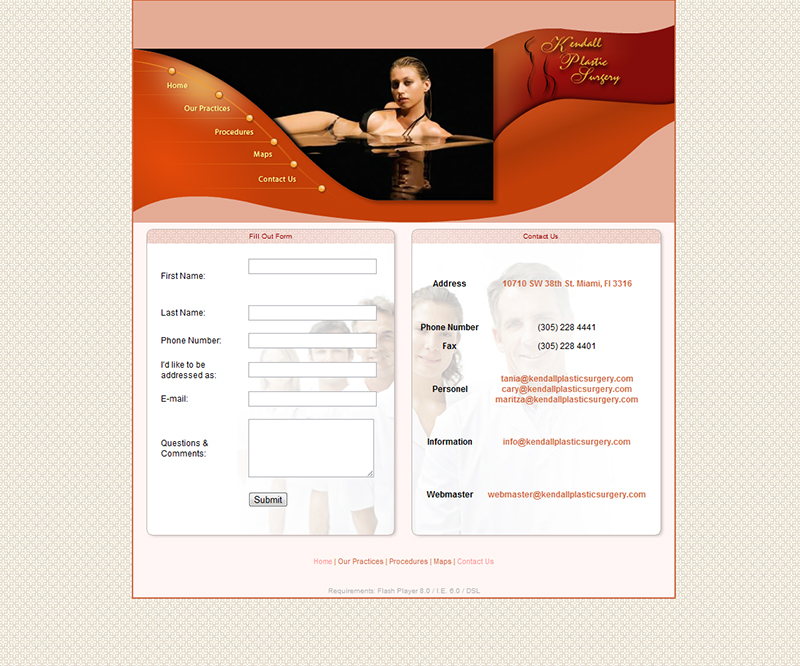 Kendall
Plastic
Surgery
Home
Our Practices
Procedures
Maps
Contact Us
Fill Out Form
First Name:
Last Name:
Phone Number:
I'd like to be
addressed as:
E-mail:
Questions &
Comments:
Submit
Contact Us
Address 10710 SW 38th St. Miami, Fl 3316
Phone Number (305) 228 4441
Fax (305) 228 4401
Personel
tania@kendallplasticsurgery.com
cary@kendallplasticsurgery.com
maritza@kendallplasticsurgery.com
Information info@kendallplasticsurgery.com
Webmaster webmaster@kendallplasticsurgery.com
Home | Our Practices | Procedures | Maps | Contact Us
Requirements: Flash Player 8.0 / I.E. 6.0 / DSL